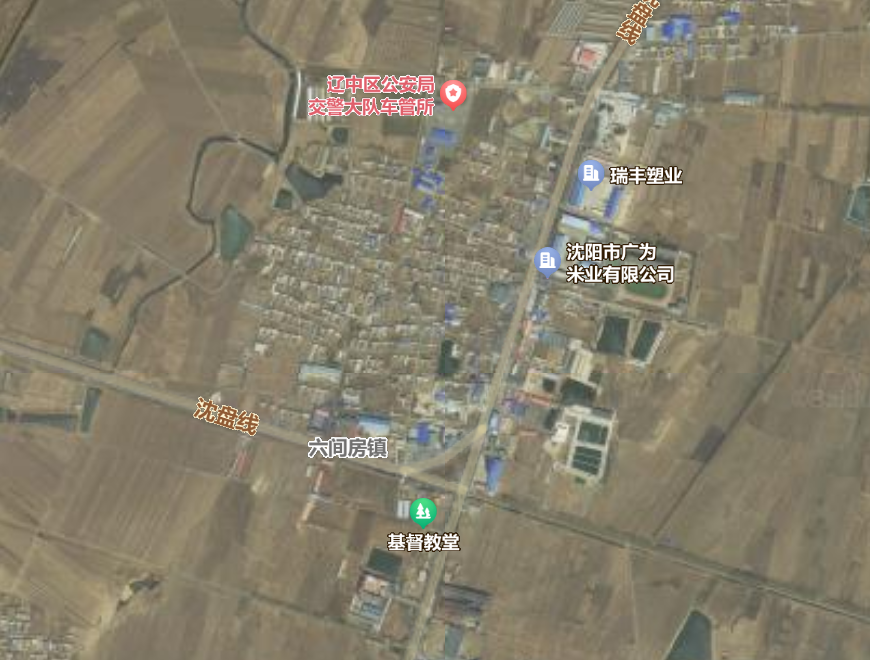 盘线
辽中区公安局
交警大队车管所
瑞丰塑业
沈阳市广为
米业有限公司
沈盘线
六间房镇
基督教堂